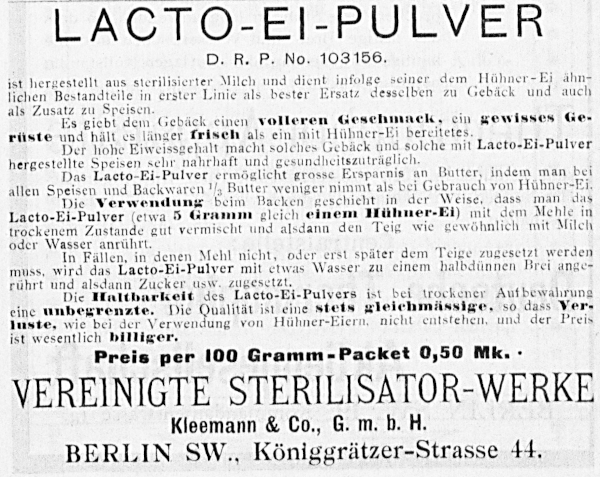 LACTO-EI-PULVER
D. R. P. No. 103156.
ist hergestellt aus sterilisierter Milch und dient infolge seiner dem Hühner-Ei ähn-
lichen Bestandteile in erster Linie als bester Ersatz desselben zu Gebäck und auch
als Zusatz zu Speisen.
Es giebt dem Gebäck einen volleren Geschmack, ein gewisses Ge-
rüste und hält es länger frisch als ein mit Hühner-Ei bereitetes.
Der hohe Eiweissgehalt macht solches Gebäck und solche mit Lacto-Ei-Pulver
hergestellte Speisen sehr nahrhaft und gesundheitszuträglich.
Das Lacto-Ei-Pulver ermöglicht grosse Ersparnis an Butter, indem man bei
allen Speisen und Backwaren 1/3 Butter weniger nimmt als bei Gebrauch von Hühner-Ei.
Die Verwendung beim Backen geschieht in der Weise, dass man das
Lacto-Ei-Pulver (etwa 5 Gramm gleich einem Hühner-Ei) mit dem Mehle in
trockenem Zustande gut vermischt und alsdann den Teig wie gewöhnlich mit Milch
oder Wasser anrührt.
In Fällen, in denen Mehl nicht, oder erst später dem Teige zugesetzt werden
muss, wird das Lacto-Ei-Pulver mit etwas Wasser zu einem halbdünnen Brei ange-
rührt und alsdann Zucker usw. zugesetzt.
Die Haltbarkeit des Lacto-Ei-Pulvers ist bei trockener Aufbewahrung
eine unbegrenzte. Die Qualität ist eine stets gleichmässige, so dass Ver-
luste, wie bei der Verwendung von Hühner-Eiern, nicht entstehen, und der Preis
ist wesentlich billiger.
Preis per 100 Gramm-Packet 0,50 Mk.
VEREINIGTE STERILISATOR-WERKE
Kleemann & Co., G. m. b. H.
BERLIN SW., Königgrätzer-Strasse 44.